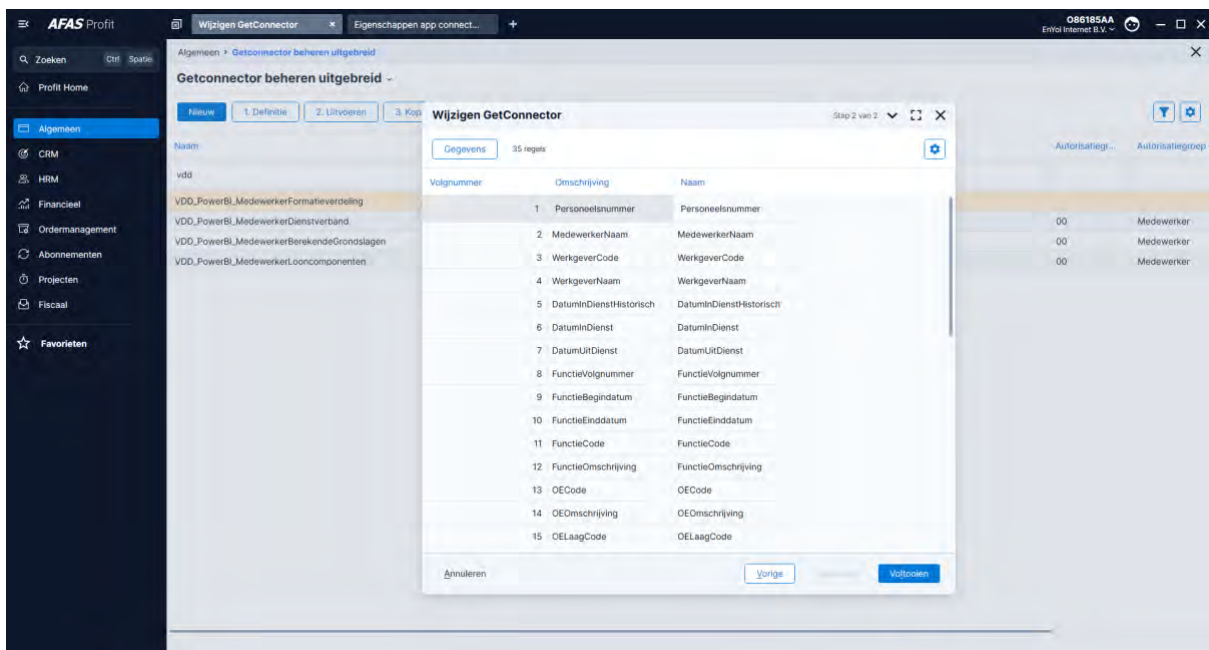 AFAS Profit
Wijzigen GetConnector ×
Eigenschappen app connect... +
086185AA
EnYoi Internet B.V.
Zoeken Ctrl Spatie
Profit Home
Algemeen
CRM
HRM
Financieel
Ordermanagement
Abonnementen
Projecten
Fiscaal
Favorieten
Algemeen > Getconnector beheren uitgebreid
Getconnector beheren uitgebreid
Nieuw 1. Definitie 2. Uitvoeren 3. Kop
Naam Autorisatiegr... Autorisatiegroep
vdd
VDD_PowerBI_MedewerkerFormatieverdeling
VDD_PowerBI_MedewerkerDienstverband 00 Medewerker
VDD_PowerBI_MedewerkerBerekendeGrondslagen 00 Medewerker
VDD_PowerBI_MedewerkerLooncomponenten 00 Medewerker
Wijzigen GetConnector Stap 2 van 2
Gegevens 35 regels
Volgnummer Omschrijving Naam
1 Personeelsnummer Personeelsnummer
2 MedewerkerNaam MedewerkerNaam
3 WerkgeverCode WerkgeverCode
4 WerkgeverNaam WerkgeverNaam
5 DatumInDienstHistorisch DatumInDienstHistorisch
6 DatumInDienst DatumInDienst
7 DatumUitDienst DatumUitDienst
8 FunctieVolgnummer FunctieVolgnummer
9 FunctieBegindatum FunctieBegindatum
10 FunctieEinddatum FunctieEinddatum
11 FunctieCode FunctieCode
12 FunctieOmschrijving FunctieOmschrijving
13 OECode OECode
14 OEOmschrijving OEOmschrijving
15 OELaagCode OELaagCode
Annuleren Vorige Voltooien